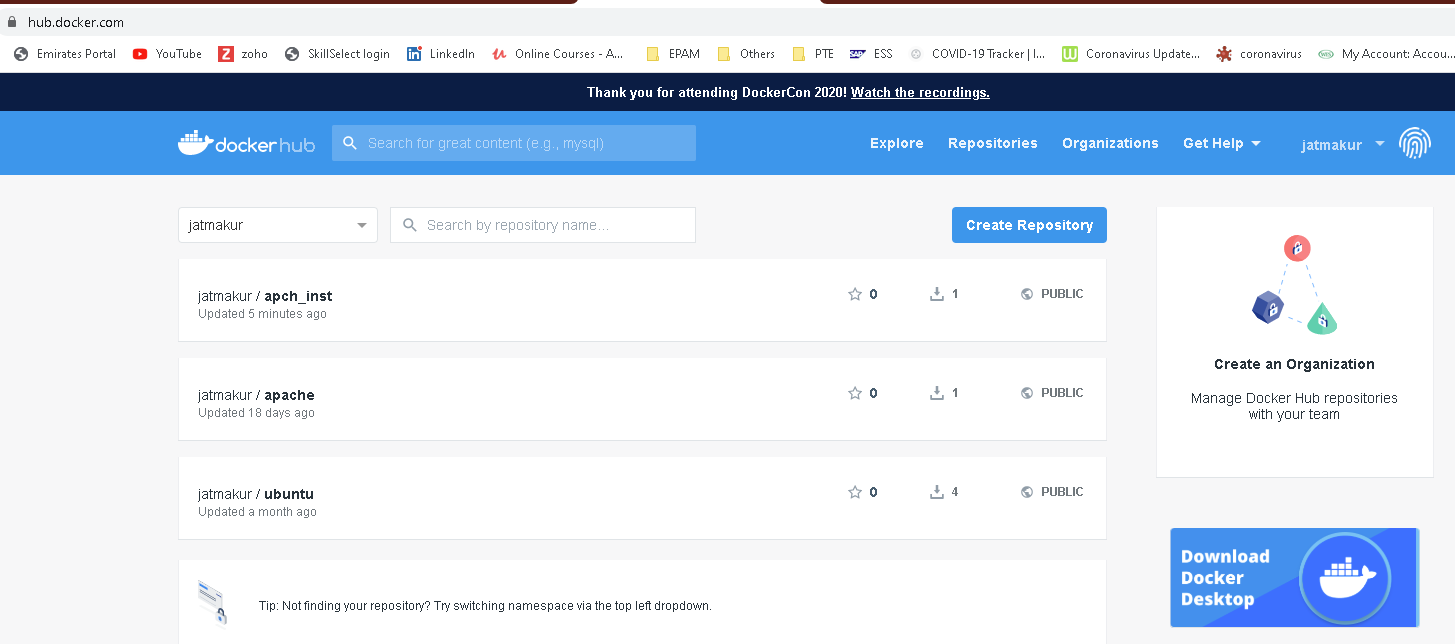 hub.docker.com
Emirates Portal YouTube zoho SkillSelect login LinkedIn Online Courses - A... EPAM Others PTE ESS COVID-19 Tracker | I... Coronavirus Update... coronavirus My Account: Accou...
Thank you for attending DockerCon 2020! Watch the recordings.
dockerhub Search for great content (e.g., mysql) Explore Repositories Organizations Get Help jatmakur
jatmakur Search by repository name... Create Repository
jatmakur / apch_inst 0 1 PUBLIC
Updated 5 minutes ago
jatmakur / apache 0 1 PUBLIC
Updated 18 days ago
jatmakur / ubuntu 0 4 PUBLIC
Updated a month ago
Tip: Not finding your repository? Try switching namespace via the top left dropdown.
Create an Organization
Manage Docker Hub repositories
with your team
Download
Docker
Desktop